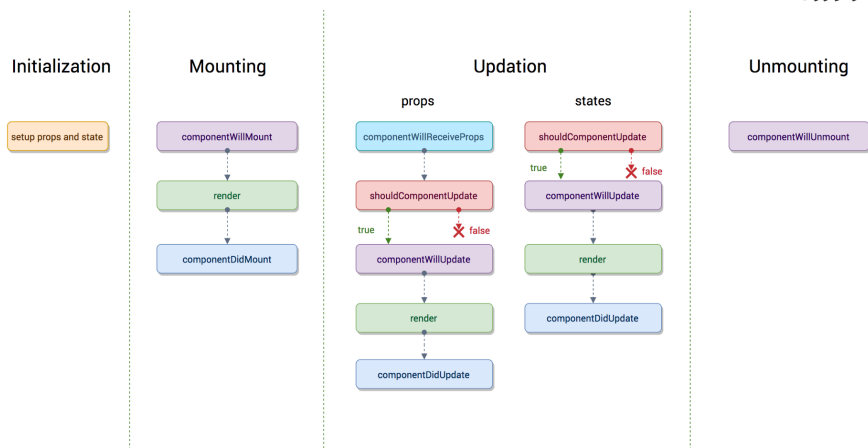 Initialization
Mounting
Updation
Unmounting
props
states
setup props and state
componentWillMount
render
componentDidMount
componentWillReceiveProps
shouldComponentUpdate
true
false
componentWillUpdate
render
componentDidUpdate
shouldComponentUpdate
true
false
componentWillUpdate
render
componentDidUpdate
componentWillUnmount